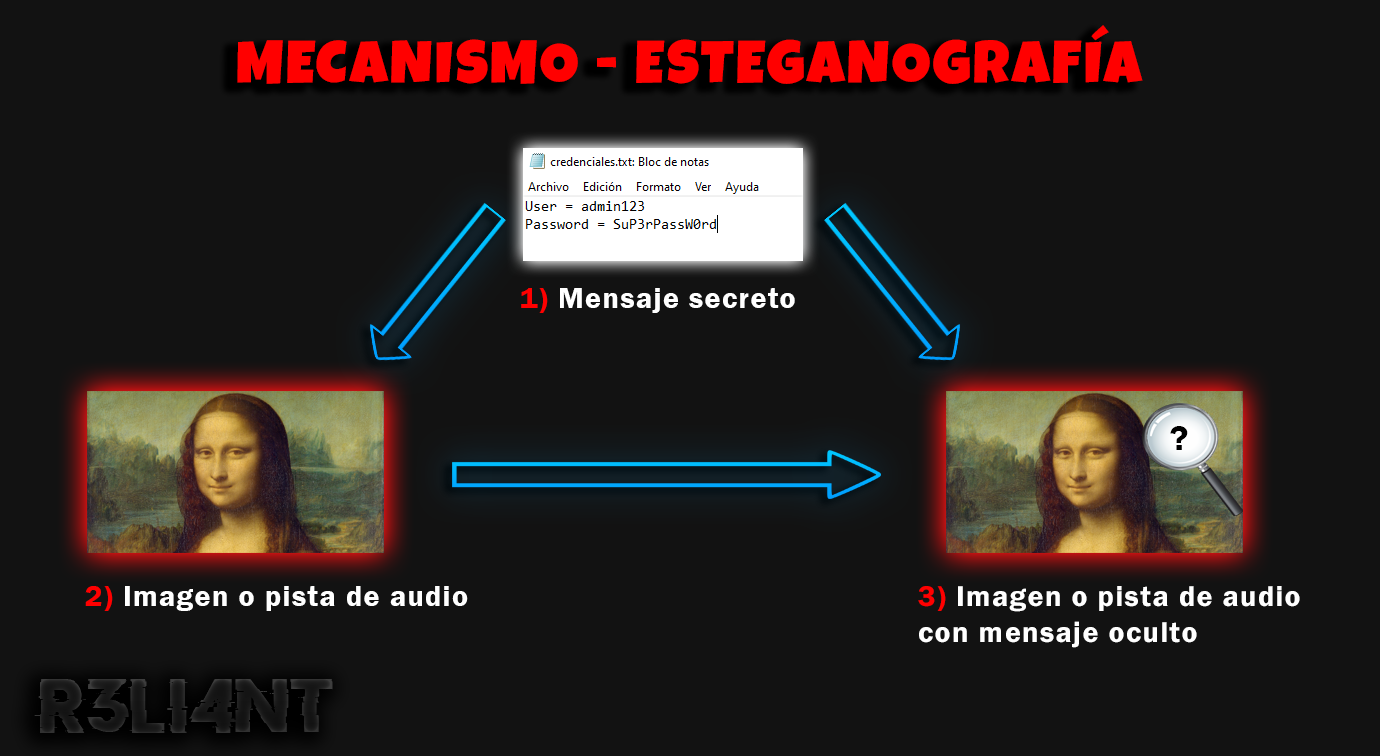 MECANISMO - ESTEGANOGRAFÍA
credenciales.txt: Bloc de notas
Archivo Edición Formato Ver Ayuda
User = admin123
Password = SuP3rPassW0rd
1) Mensaje secreto
?
2) Imagen o pista de audio
3) Imagen o pista de audio
con mensaje oculto
R3LI4NT